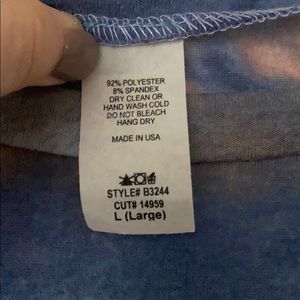 92% POLYESTER
8% SPANDEX
DRY CLEAN OR
HAND WASH COLD
DO NOT BLEACH
HANG DRY
MADE IN USA
STYLE# B3244
CUT# 14959
L (Large)